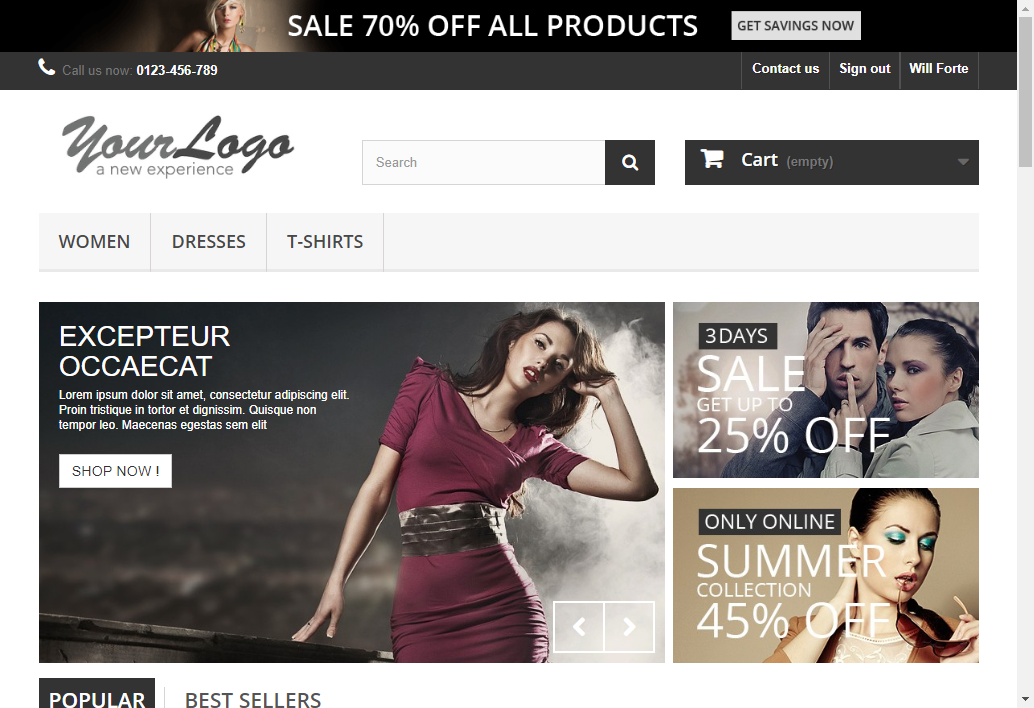 SALE 70% OFF ALL PRODUCTS
GET SAVINGS NOW
Call us now: 0123-456-789
Contact us
Sign out
Will Forte
YourLogo
a new experience
Search
Cart (empty)
WOMEN
DRESSES
T-SHIRTS
EXCEPTEUR
OCCAECAT
Lorem ipsum dolor sit amet, consectetur adipiscing elit.
Proin tristique in tortor et dignissim. Quisque non
tempor leo. Maecenas egestas sem elit
SHOP NOW !
3 DAYS
SALE
GET UP TO
25% OFF
ONLY ONLINE
SUMMER
COLLECTION
45% OFF
POPULAR
BEST SELLERS